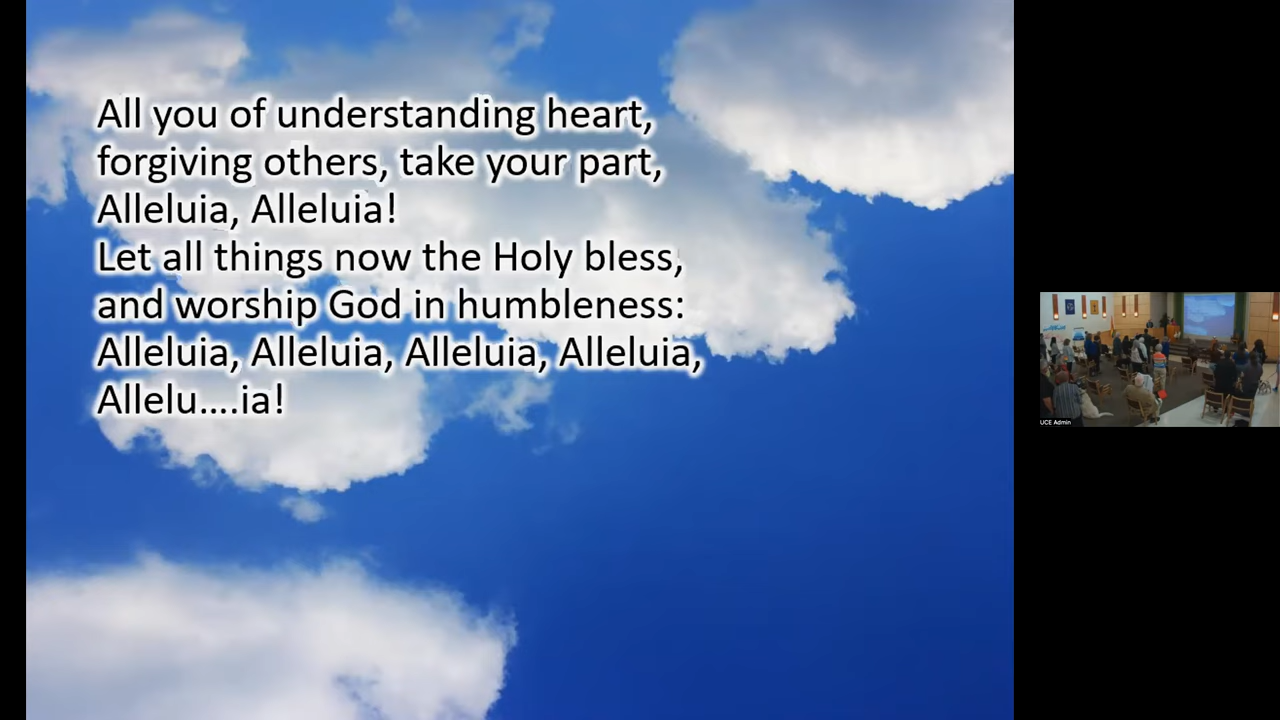 All you of understanding heart,
forgiving others, take your part,
Alleluia, Alleluia!
Let all things now the Holy bless,
and worship God in humbleness:
Alleluia, Alleluia, Alleluia, Alleluia,
Allelu....ia!
UCE Admin